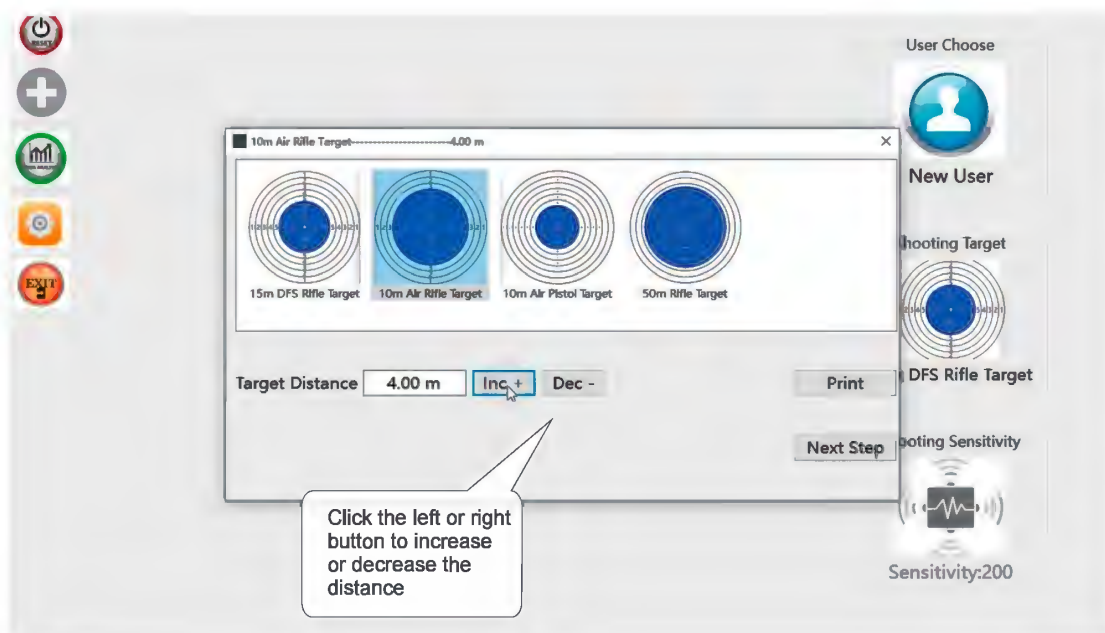 RESET
User Choose
10m Air Rifle Target------------------------4.00 m
New User
hooting Target
15m DFS Rifle Target
10m Air Rifle Target
10m Air Pistol Target
50m Rifle Target
Target Distance
4.00 m
Inc +
Dec -
Print
DFS Rifle Target
Next Step
ooting Sensitivity
EXIT
Click the left or right
button to increase
or decrease the
distance
Sensitivity:200